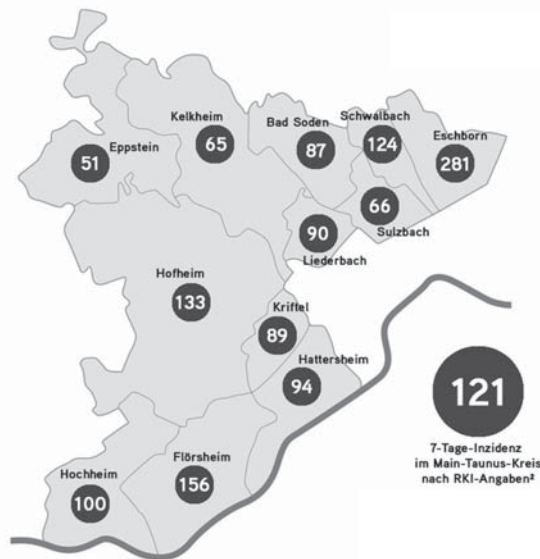 Kelkheim
65
Bad Soden
87
Schwalbach
124
Eschborn
281
Eppstein
51
66
Sulzbach
90
Liederbach
Hofheim
133
Kriftel
89
Hattersheim
94
121
7-Tage-Inzidenz
im Main-Taunus-Kreis
nach RKI-Angaben²
Flörsheim
156
Hochheim
100